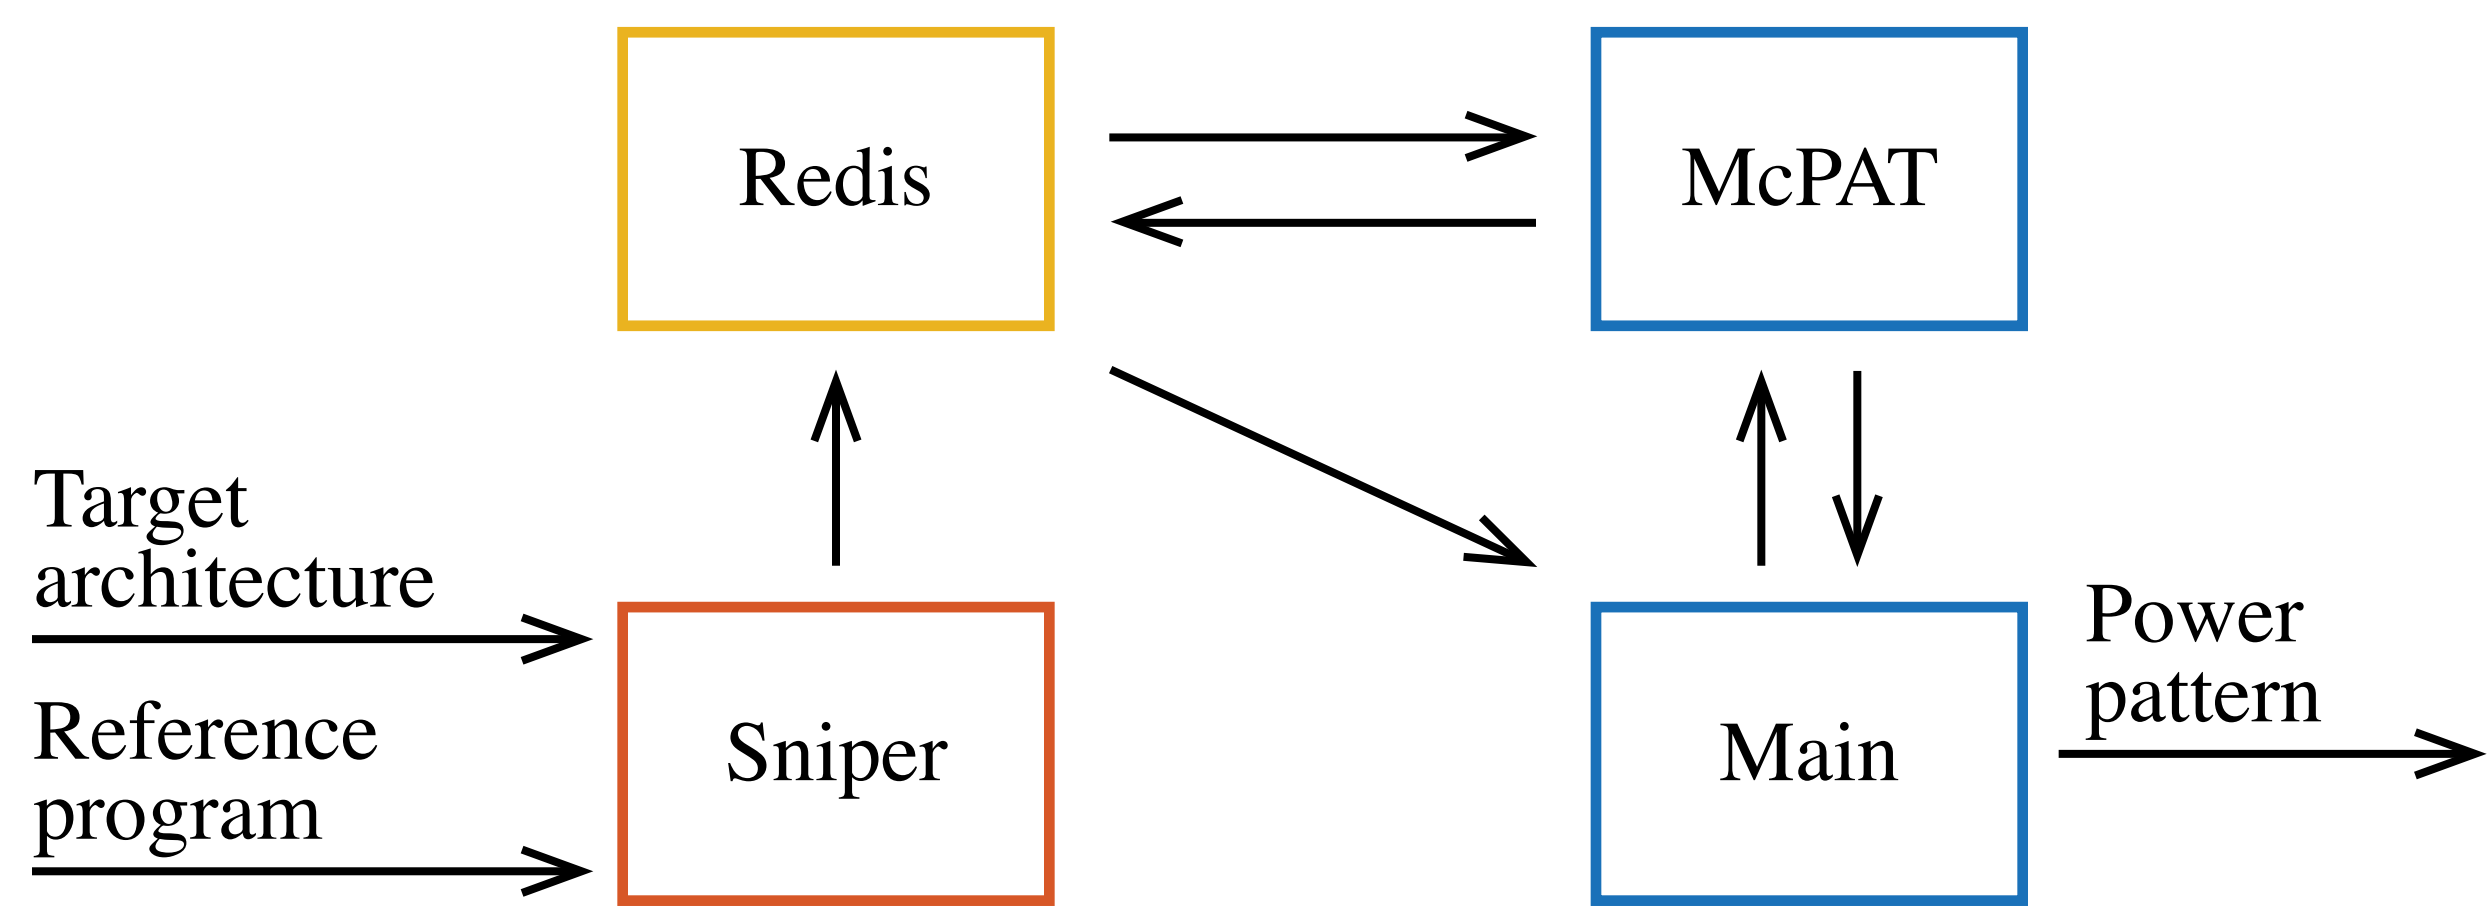 Redis
McPAT
Target
architecture
Reference
program
Sniper
Main
Power
pattern